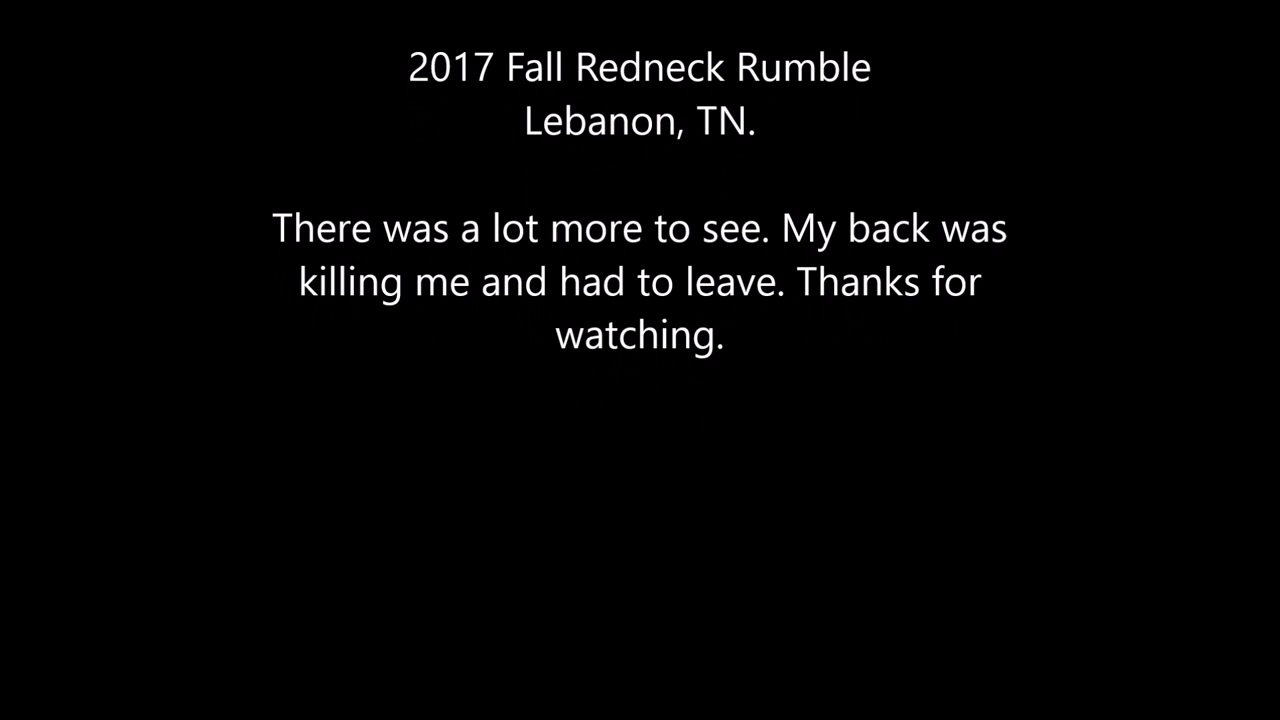 2017 Fall Redneck Rumble
Lebanon, TN.
There was a lot more to see. My back was
killing me and had to leave. Thanks for
watching.